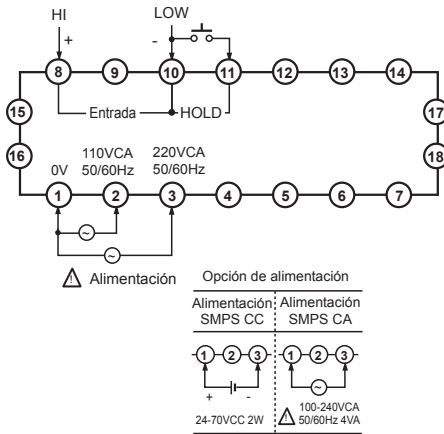 HI
LOW
+
-
8 9 10 11 12 13 14
Entrada HOLD
15 17
16 18
110VCA 220VCA
0V 50/60Hz 50/60Hz
1 2 3 4 5 6 7
~
~
! Alimentación
Opción de alimentación
Alimentación Alimentación
SMPS CC SMPS CA
1 2 3 1 2 3
+ - ~
24-70VCC 2W ! 100-240VCA
50/60Hz 4VA